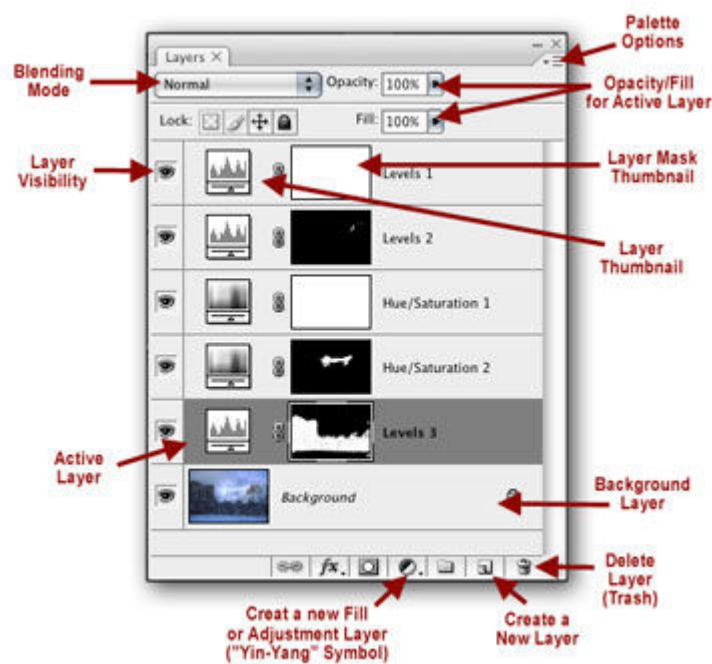 Palette
Options
Layers ×
Blending
Mode
Normal
Opacity: 100%
Opacity/Fill
for Active Layer
Lock:
Fill: 100%
Layer
Visibility
Levels 1
Layer Mask
Thumbnail
Levels 2
Layer
Thumbnail
Hue/Saturation 1
Hue/Saturation 2
Levels 3
Active
Layer
Background
Background
Layer
fx.
Delete
Layer
(Trash)
Creat a new Fill
or Adjustment Layer
("Yin-Yang" Symbol)
Create a
New Layer